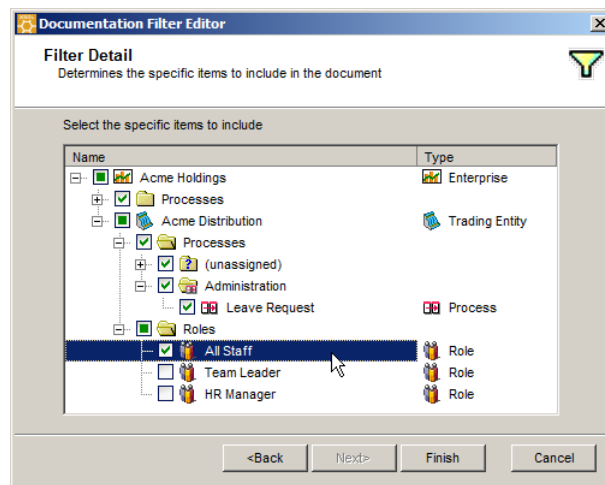 Documentation Filter Editor
Filter Detail
Determines the specific items to include in the document
Select the specific items to include
Name Type
Acme Holdings Enterprise
Processes
Acme Distribution Trading Entity
Processes
(unassigned)
Administration
Leave Request Process
Roles
All Staff Role
Team Leader Role
HR Manager Role
<Back Next> Finish Cancel